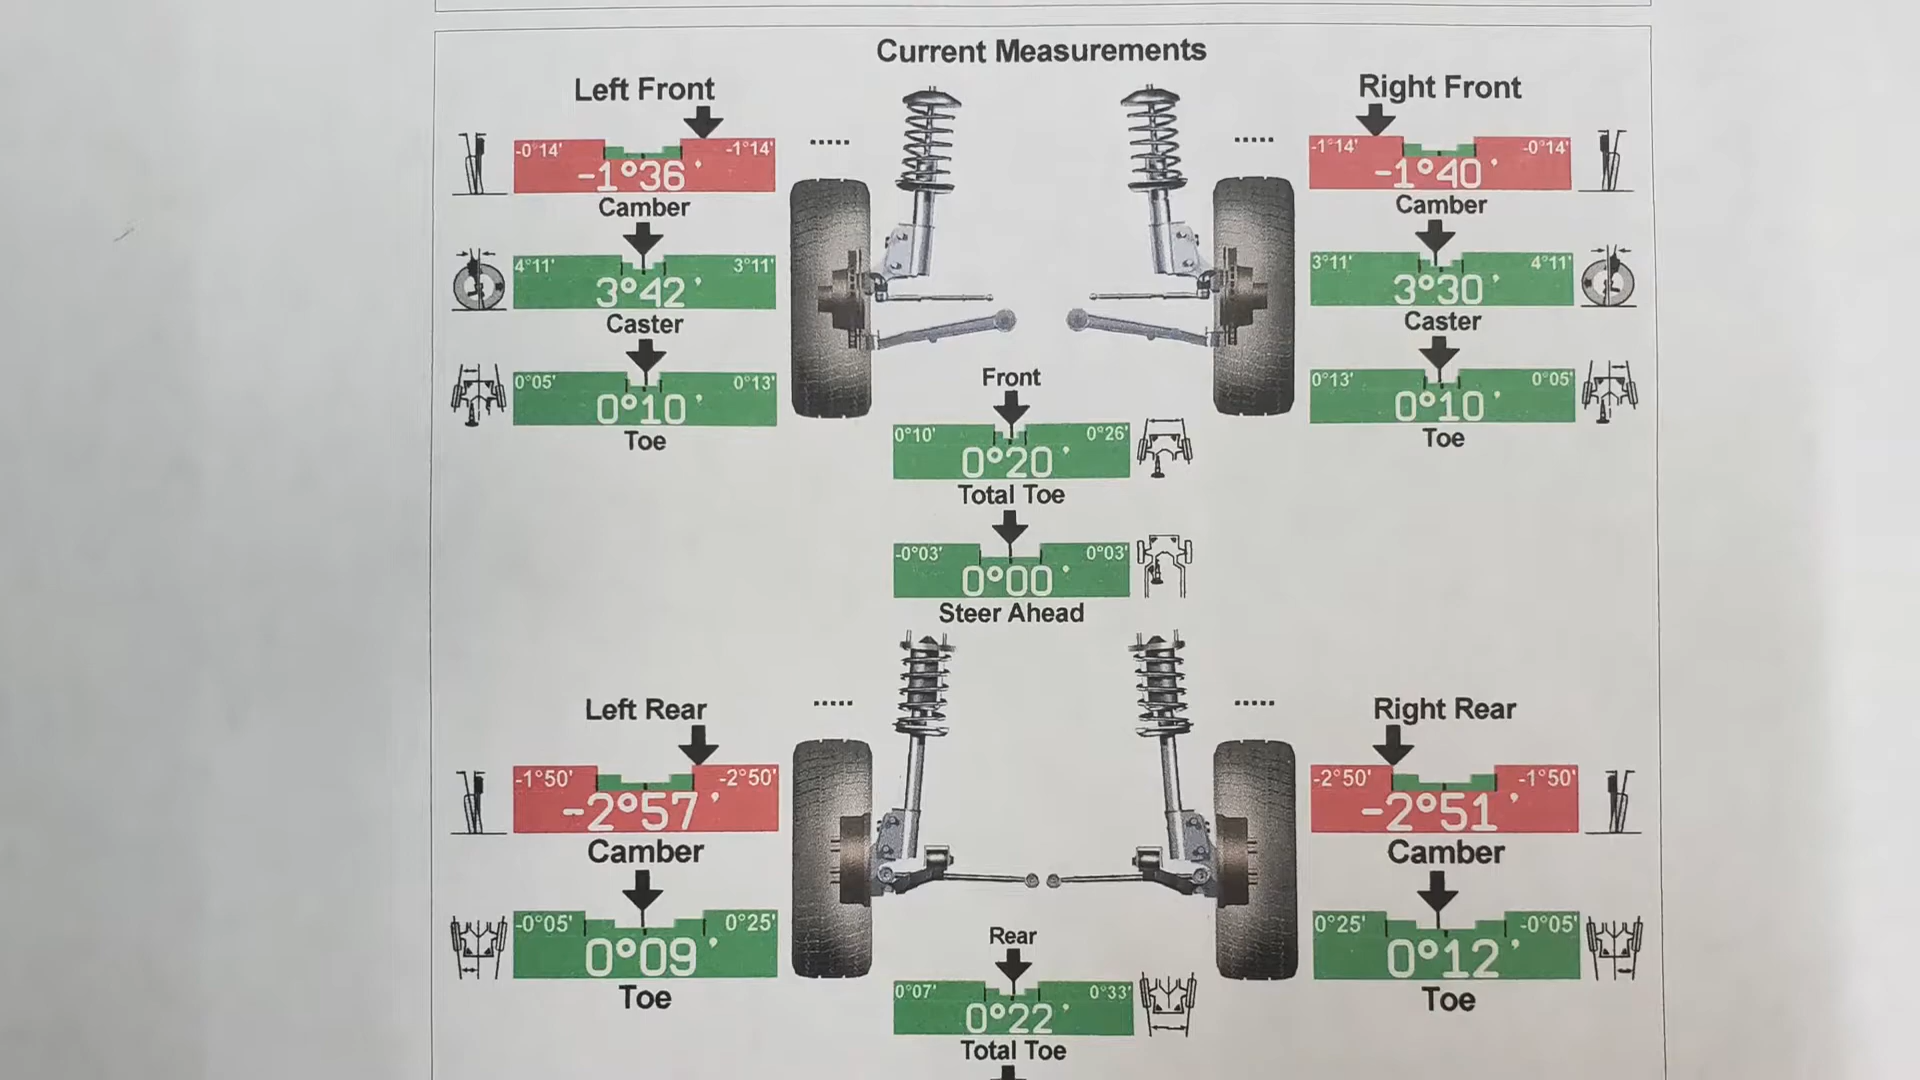 Current Measurements
Left Front
Right Front
-0°14' -1°14'
-1°36'
Camber
-1°14' -0°14'
-1°40'
Camber
4°11' 3°11'
3°42'
Caster
3°11' 4°11'
3°30'
Caster
0°05' 0°13'
0°10'
Toe
0°13' 0°05'
0°10'
Toe
Front
0°10' 0°26'
0°20'
Total Toe
-0°03' 0°03'
0°00'
Steer Ahead
Left Rear
Right Rear
-1°50' -2°50'
-2°57'
Camber
-2°50' -1°50'
-2°51'
Camber
-0°05' 0°25'
0°09'
Toe
0°25' -0°05'
0°12'
Toe
Rear
0°07' 0°33'
0°22'
Total Toe